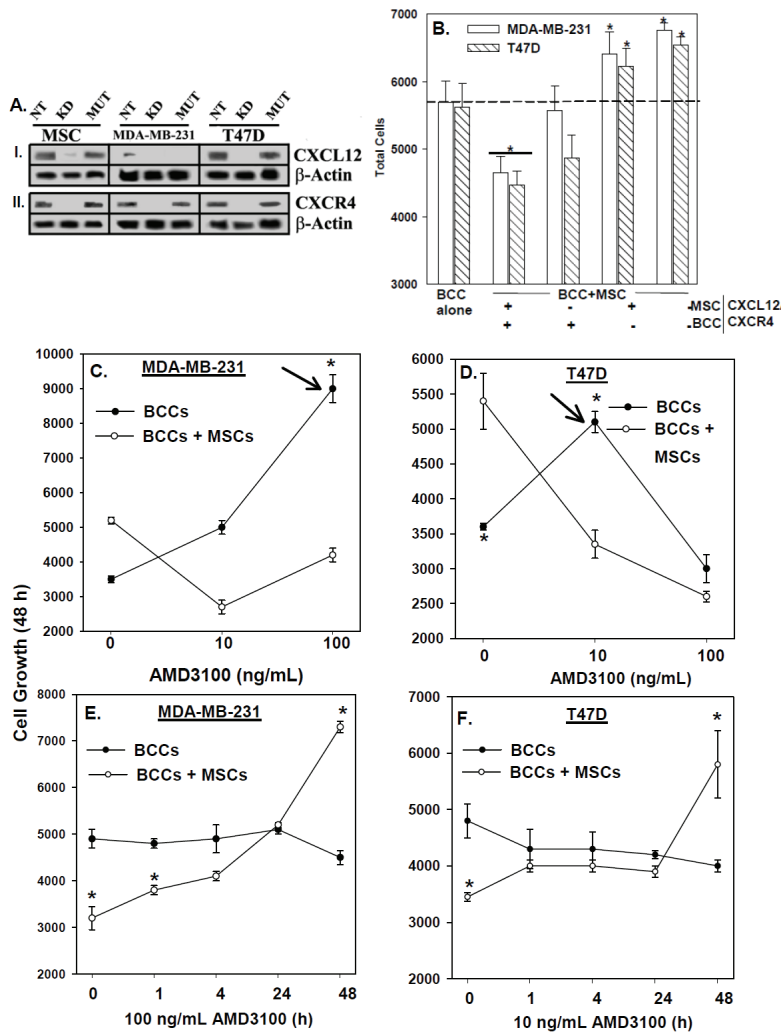 A.
NT KD MUT NT KD MUT NT KD MUT
MSC MDA-MB-231 T47D
I. CXCL12
β-Actin
II. CXCR4
β-Actin
B.
MDA-MB-231
T47D
Total Cells
7000
6000
5000
4000
3000
* * * * *
BCC
alone
BCC+MSC
+ - + - MSC CXCL12/
+ + - - BCC CXCR4
C. MDA-MB-231
BCCs
BCCs + MSCs
*
10000
9000
8000
7000
6000
5000
4000
3000
2000
0 10 100
AMD3100 (ng/mL)
D. T47D
BCCs
BCCs +
MSCs
* *
6000
5500
5000
4500
4000
3500
3000
2500
2000
0 10 100
AMD3100 (ng/mL)
Cell Growth (48 h)
E. MDA-MB-231
BCCs
BCCs + MSCs
* * *
8000
7000
6000
5000
4000
3000
2000
0 1 4 24 48
100 ng/mL AMD3100 (h)
F. T47D
BCCs
BCCs + MSCs
* *
7000
6000
5000
4000
3000
2000
0 1 4 24 48
10 ng/mL AMD3100 (h)